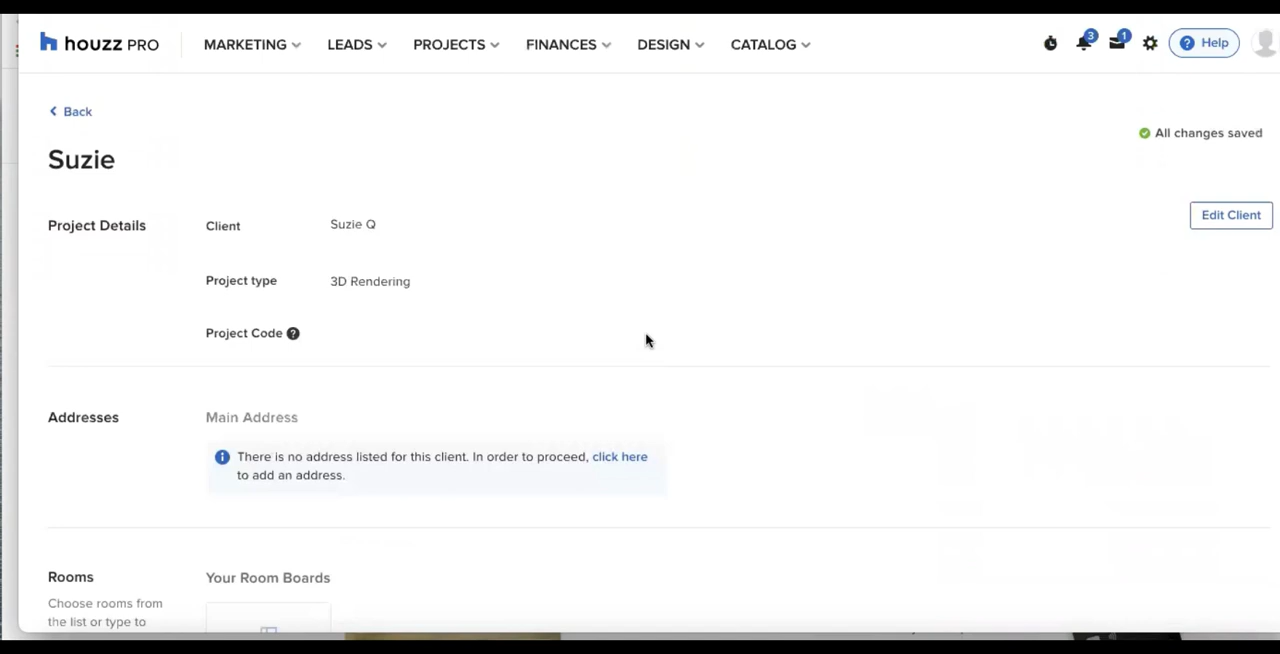 houzz PRO MARKETING LEADS PROJECTS FINANCES DESIGN CATALOG 3 1 ? Help
Back
All changes saved
Suzie
Project Details Client Suzie Q Edit Client
Project type 3D Rendering
Project Code ?
Addresses Main Address
There is no address listed for this client. In order to proceed, click here
to add an address.
Rooms Your Room Boards
Choose rooms from
the list or type to